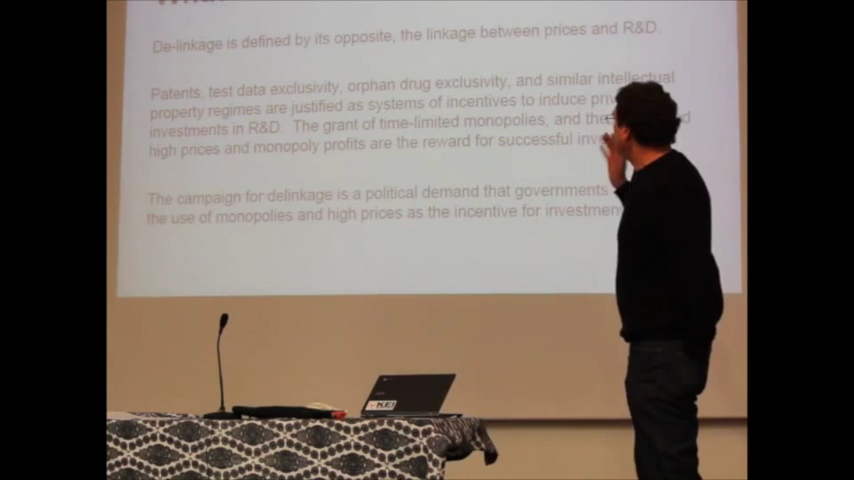 De-linkage is defined by its opposite, the linkage between prices and R&D.
Patents, test data exclusivity, orphan drug exclusivity, and similar intellectual
property regimes are justified as systems of incentives to induce
investments in R&D. The grant of time-limited monopolies, and the
high prices and monopoly profits are the reward for successful
The campaign for delinkage is a political demand that governments
the use of monopolies and high prices as the incentive for
KEI